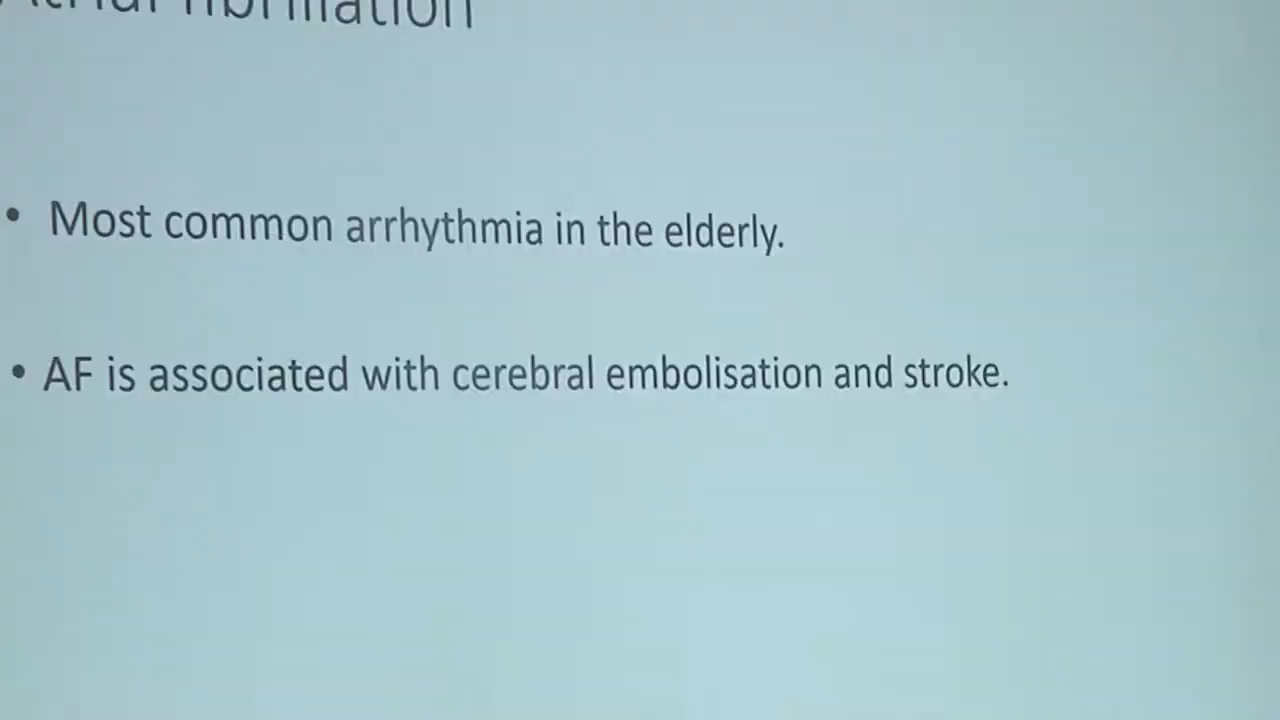 Atrial fibrillation
• Most common arrhythmia in the elderly.
• AF is associated with cerebral embolisation and stroke.